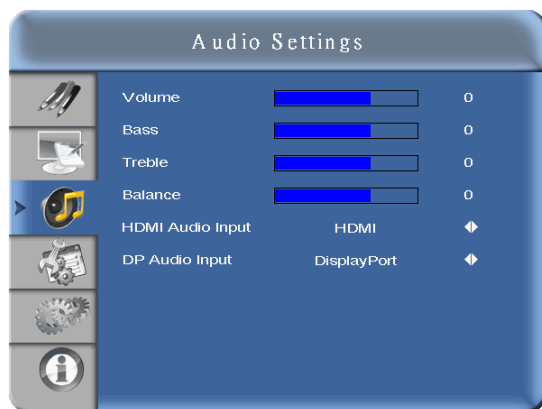 Audio Settings
Volume 0
Bass 0
Treble 0
Balance 0
HDMI Audio Input HDMI
DP Audio Input DisplayPort